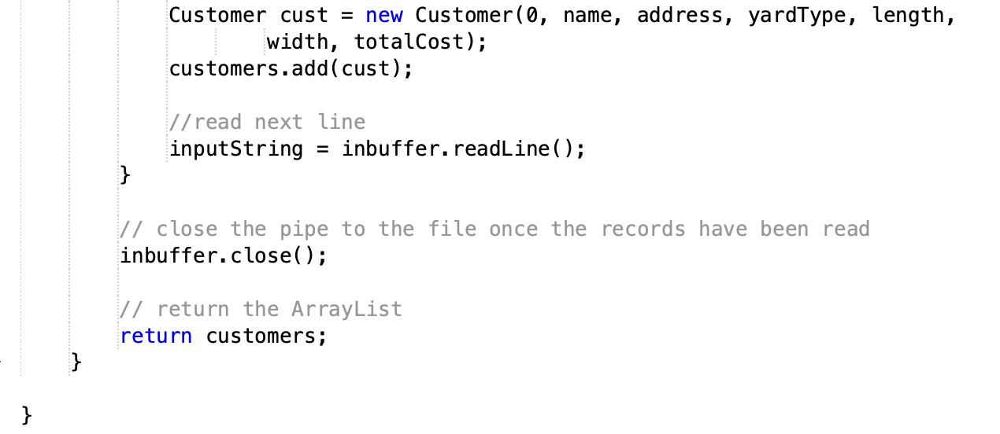 Customer cust = new Customer(0, name, address, yardType, length,
width, totalCost);
customers.add(cust);
//read next line
inputString = inbuffer.readLine();
}
// close the pipe to the file once the records have been read
inbuffer.close();
// return the ArrayList
return customers;
}
}